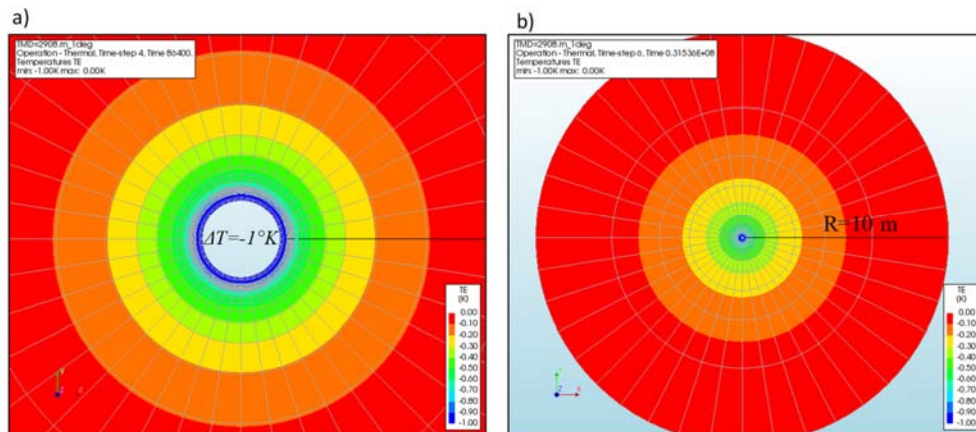 a)
TMD=2908.m_1deg
Operation - Thermal, Time-step 4, Time 86400.
Temperatures TE
min: -1.00K max: 0.00K
ΔT=-1°K
TE
(K)
0.00
-0.10
-0.20
-0.30
-0.40
-0.50
-0.60
-0.70
-0.80
-0.90
-1.00
Y
Z
X
b)
TMD=2908.m_1deg
Operation - Thermal, Time-step 6, Time 0.31536E+08
Temperatures TE
min: -1.00K max: 0.00K
R=10 m
TE
(K)
0.00
-0.10
-0.20
-0.30
-0.40
-0.50
-0.60
-0.70
-0.80
-0.90
-1.00
Y
Z
X